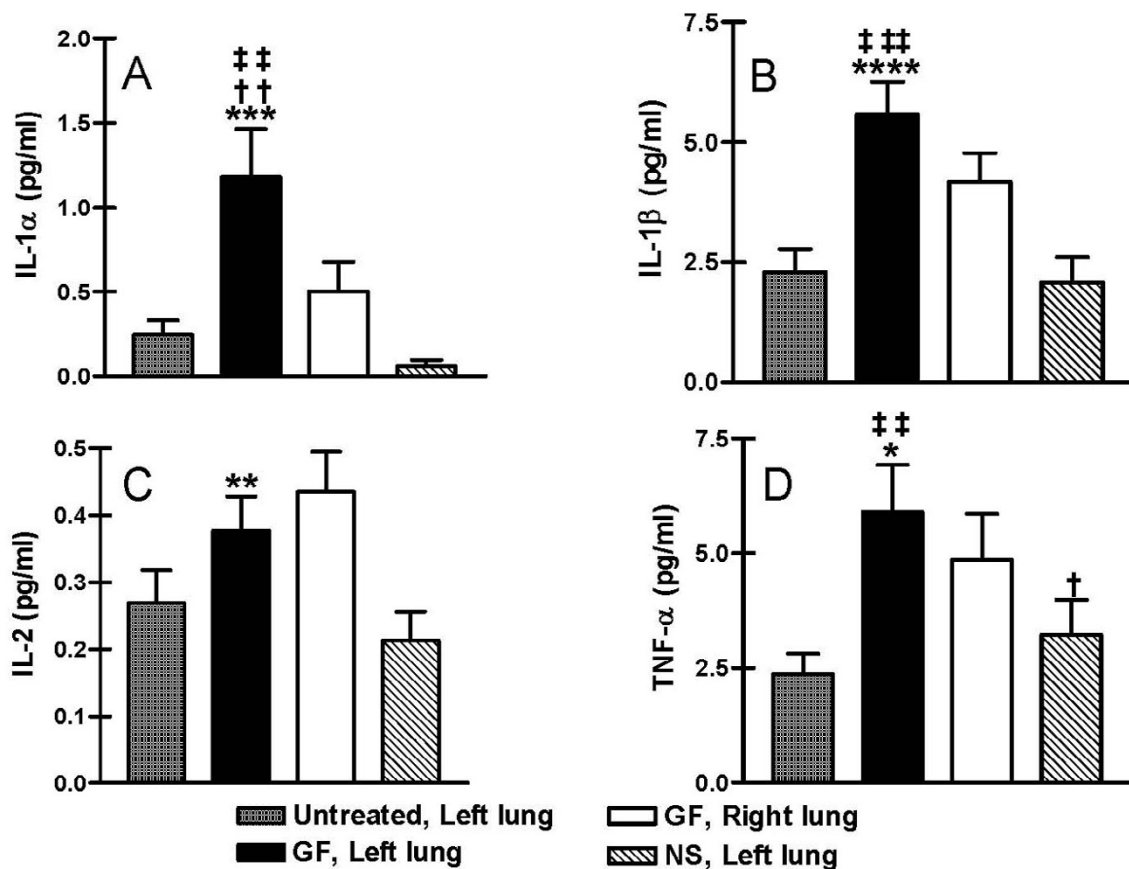 A
IL-1α (pg/ml)
2.0
1.5
1.0
0.5
0.0
‡ ‡
† †
***
B
IL-1β (pg/ml)
7.5
5.0
2.5
0.0
‡ ‡‡
****
C
IL-2 (pg/ml)
0.5
0.4
0.3
0.2
0.1
0.0
**
D
TNF-α (pg/ml)
7.5
5.0
2.5
0.0
‡ ‡
*
†
Untreated, Left lung
GF, Left lung
GF, Right lung
NS, Left lung